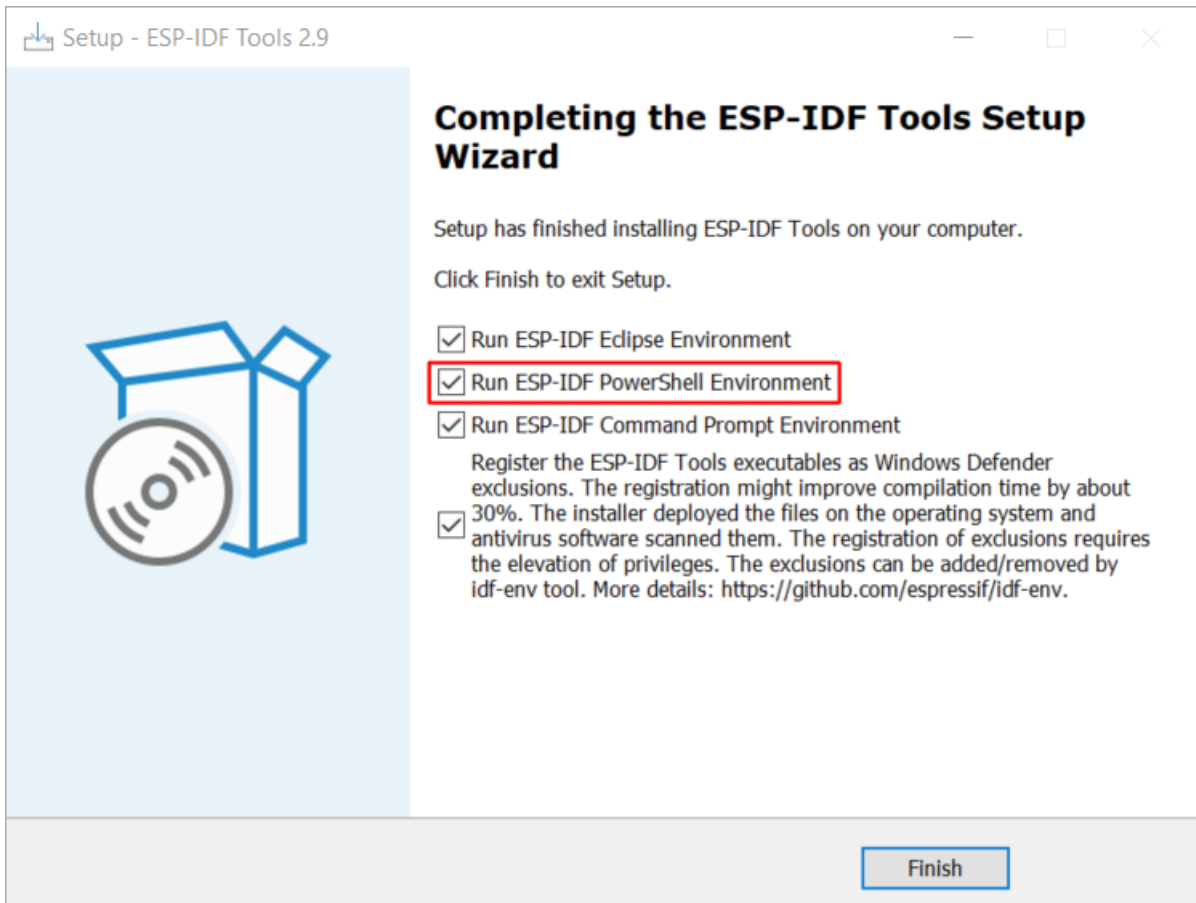 Setup - ESP-IDF Tools 2.9
Completing the ESP-IDF Tools Setup
Wizard
Setup has finished installing ESP-IDF Tools on your computer.
Click Finish to exit Setup.
Run ESP-IDF Eclipse Environment
Run ESP-IDF PowerShell Environment
Run ESP-IDF Command Prompt Environment
Register the ESP-IDF Tools executables as Windows Defender
exclusions. The registration might improve compilation time by about
30%. The installer deployed the files on the operating system and
antivirus software scanned them. The registration of exclusions requires
the elevation of privileges. The exclusions can be added/removed by
idf-env tool. More details: https://github.com/espressif/idf-env.
Finish